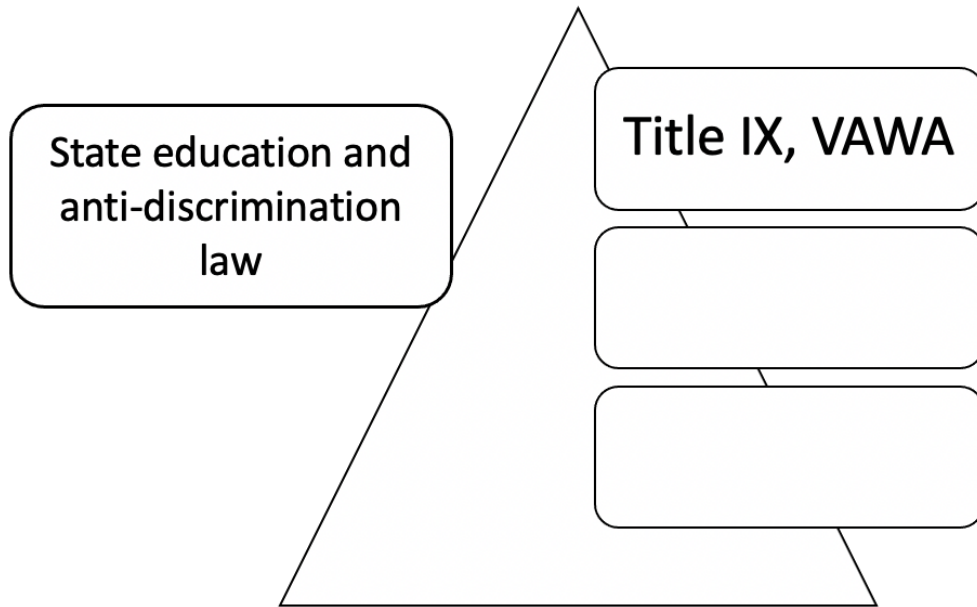 State education and
anti-discrimination
law
Title IX, VAWA